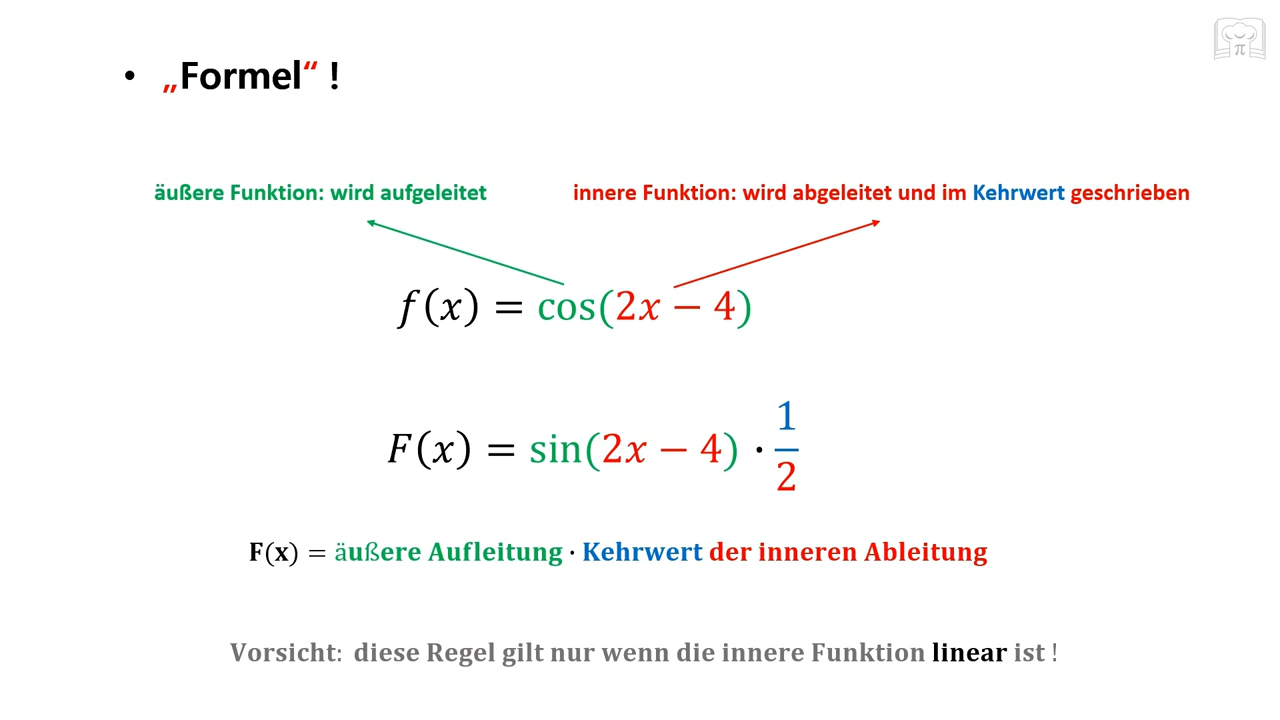 • „Formel“ !
äußere Funktion: wird aufgeleitet
innere Funktion: wird abgeleitet und im Kehrwert geschrieben
f(x) = cos(2x − 4)
F(x) = sin(2x − 4) · 1/2
F(x) = äußere Aufleitung · Kehrwert der inneren Ableitung
Vorsicht: diese Regel gilt nur wenn die innere Funktion linear ist !
π